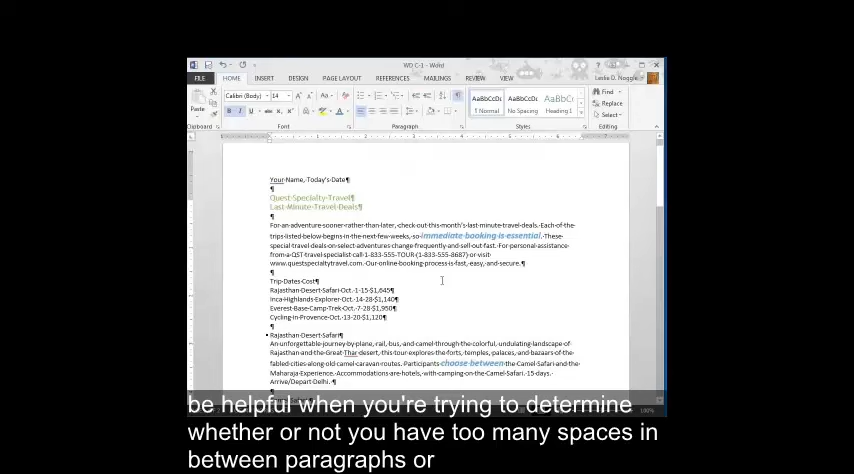 WD C-1 - Word
FILE HOME INSERT DESIGN PAGE LAYOUT REFERENCES MAILINGS REVIEW VIEW Leslie D. Noggle
Calibri (Body) 14 Find
Paste AaBbCcDc AaBbCcDc AaBbCc Replace
B I U abc ¶ Normal No Spacing Heading 1 Select
Clipboard Font Paragraph Styles Editing
Your·Name,·Today's·Date¶
¶
Quest·Specialty·Travel¶
Last·Minute·Travel·Deals¶
¶
For·an·adventure·sooner·rather·than·later,·check·out·this·month's·last-minute·travel·deals.·Each·of·the·
trips·listed·below·begins·in·the·next·few·weeks,·so·immediate·booking·is·essential.·These·
special·travel·deals·on·select·adventures·change·frequently·and·sell·out·fast.·For·personal·assistance·
from·a·QST·travel·specialist·call·1-833-555-TOUR·(1-833-555-8687)·or·visit·
www.questspecialtytravel.com.·Our·online·booking·process·is·fast,·easy,·and·secure.¶
¶
Trip·Dates·Cost¶
Rajasthan·Desert·Safari·Oct.·1-15·$1,645¶
Inca·Highlands·Explorer·Oct.·14-28·$1,140¶
Everest·Base·Camp·Trek·Oct.·7-28·$1,950¶
Cycling·in·Provence·Oct.·13-20·$1,120¶
¶
Rajasthan·Desert·Safari¶
An·unforgettable·journey·by·plane,·rail,·bus,·and·camel·through·the·colorful,·undulating·landscape·of·
Rajasthan·and·the·Great·Thar·desert,·this·tour·explores·the·forts,·temples,·palaces,·and·bazaars·of·the·
fabled·cities·along·old·camel·caravan·routes.·Participants·choose·between·the·Camel·Safari·and·the·
Maharaja·Experience.·Accommodations·are·hotels,·with·camping·on·the·Camel·Safari.·15·days.·
Arrive/Depart·Delhi.·¶
¶
100%
be helpful when you're trying to determine
whether or not you have too many spaces in
between paragraphs or